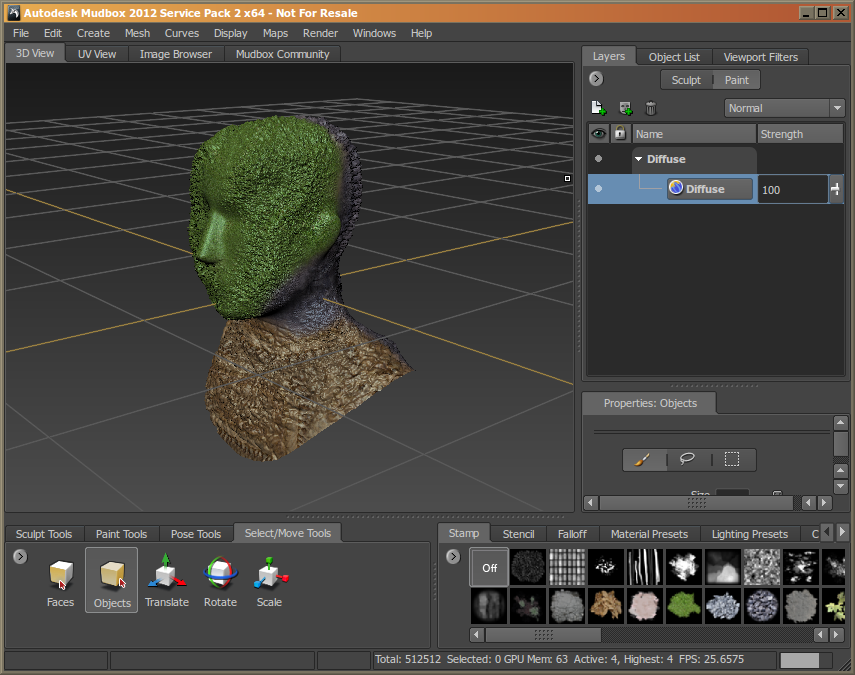 Autodesk Mudbox 2012 Service Pack 2 x64 - Not For Resale
File Edit Create Mesh Curves Display Maps Render Windows Help
3D View UV View Image Browser Mudbox Community
Layers Object List Viewport Filters
Sculpt Paint
Normal
Name Strength
Diffuse
Diffuse 100
Properties: Objects
Size
Sculpt Tools Paint Tools Pose Tools Select/Move Tools
Faces Objects Translate Rotate Scale
Stamp Stencil Falloff Material Presets Lighting Presets C
Off
Total: 512512 Selected: 0 GPU Mem: 63 Active: 4, Highest: 4 FPS: 25.6575